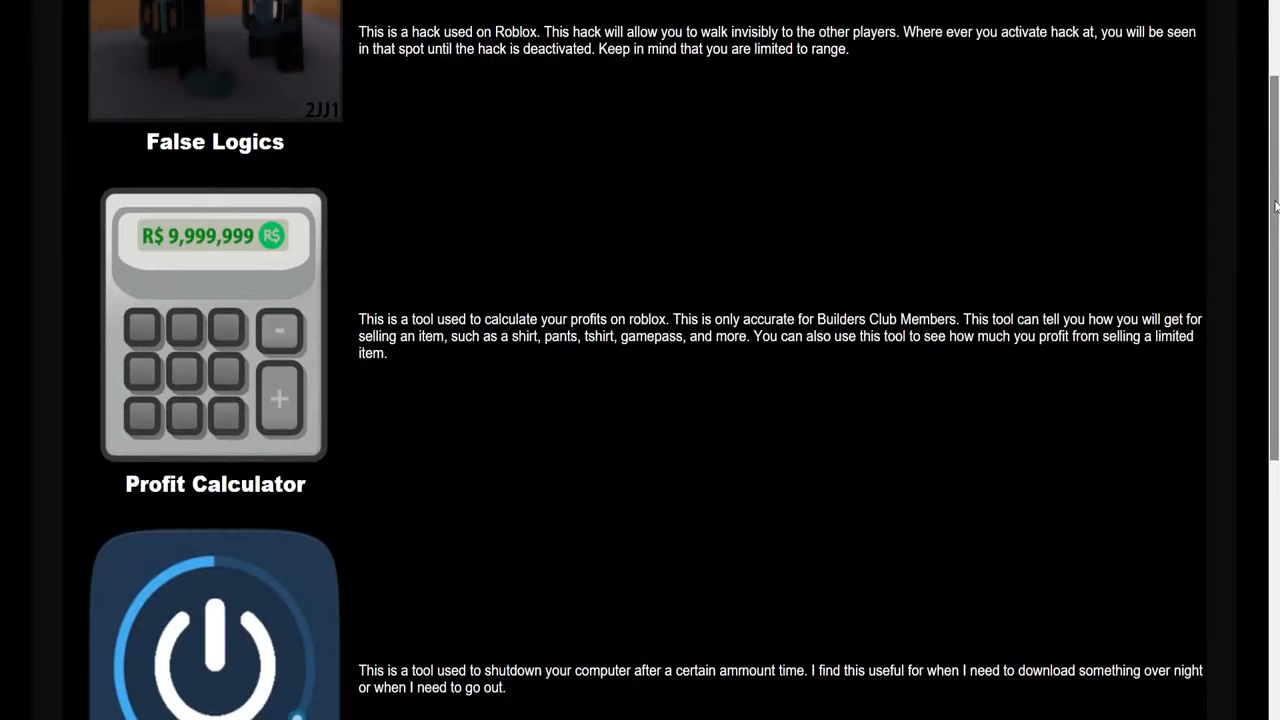 This is a hack used on Roblox. This hack will allow you to walk invisibly to the other players. Where ever you activate hack at, you will be seen
in that spot until the hack is deactivated. Keep in mind that you are limited to range.
2JJ1
False Logics
R$ 9,999,999 R$
-
This is a tool used to calculate your profits on roblox. This is only accurate for Builders Club Members. This tool can tell you how you will get for
selling an item, such as a shirt, pants, tshirt, gamepass, and more. You can also use this tool to see how much you profit from selling a limited
item.
+
Profit Calculator
This is a tool used to shutdown your computer after a certain ammount time. I find this useful for when I need to download something over night
or when I need to go out.